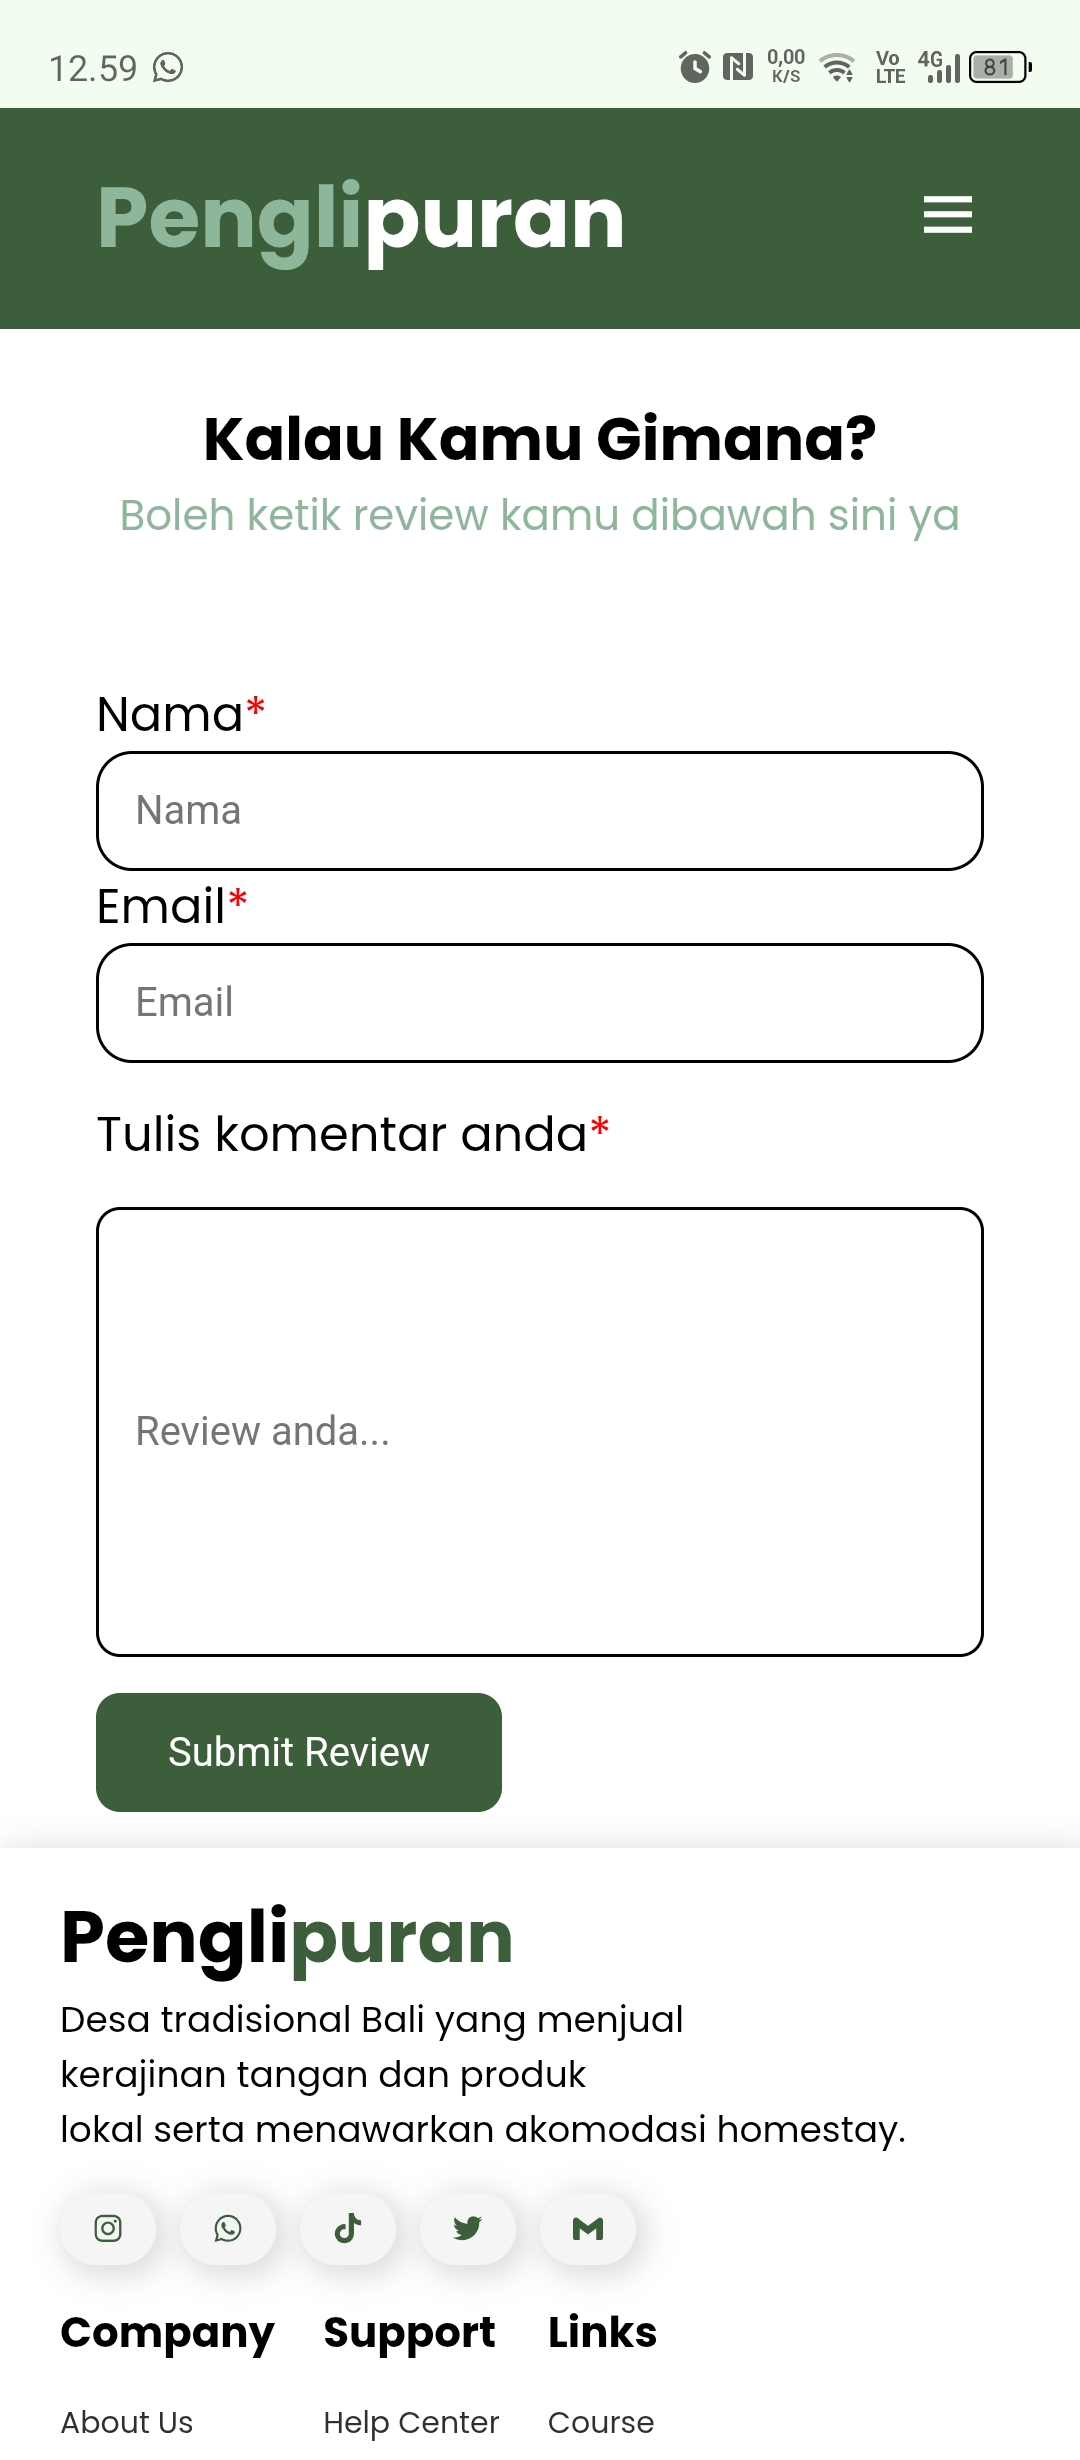 12.59
0,00 K/S Vo LTE 4G 81
Penglipuran
Kalau Kamu Gimana?
Boleh ketik review kamu dibawah sini ya
Nama*
Nama
Email*
Email
Tulis komentar anda*
Review anda...
Submit Review
Penglipuran
Desa tradisional Bali yang menjual
kerajinan tangan dan produk
lokal serta menawarkan akomodasi homestay.
Company Support Links
About Us Help Center Course